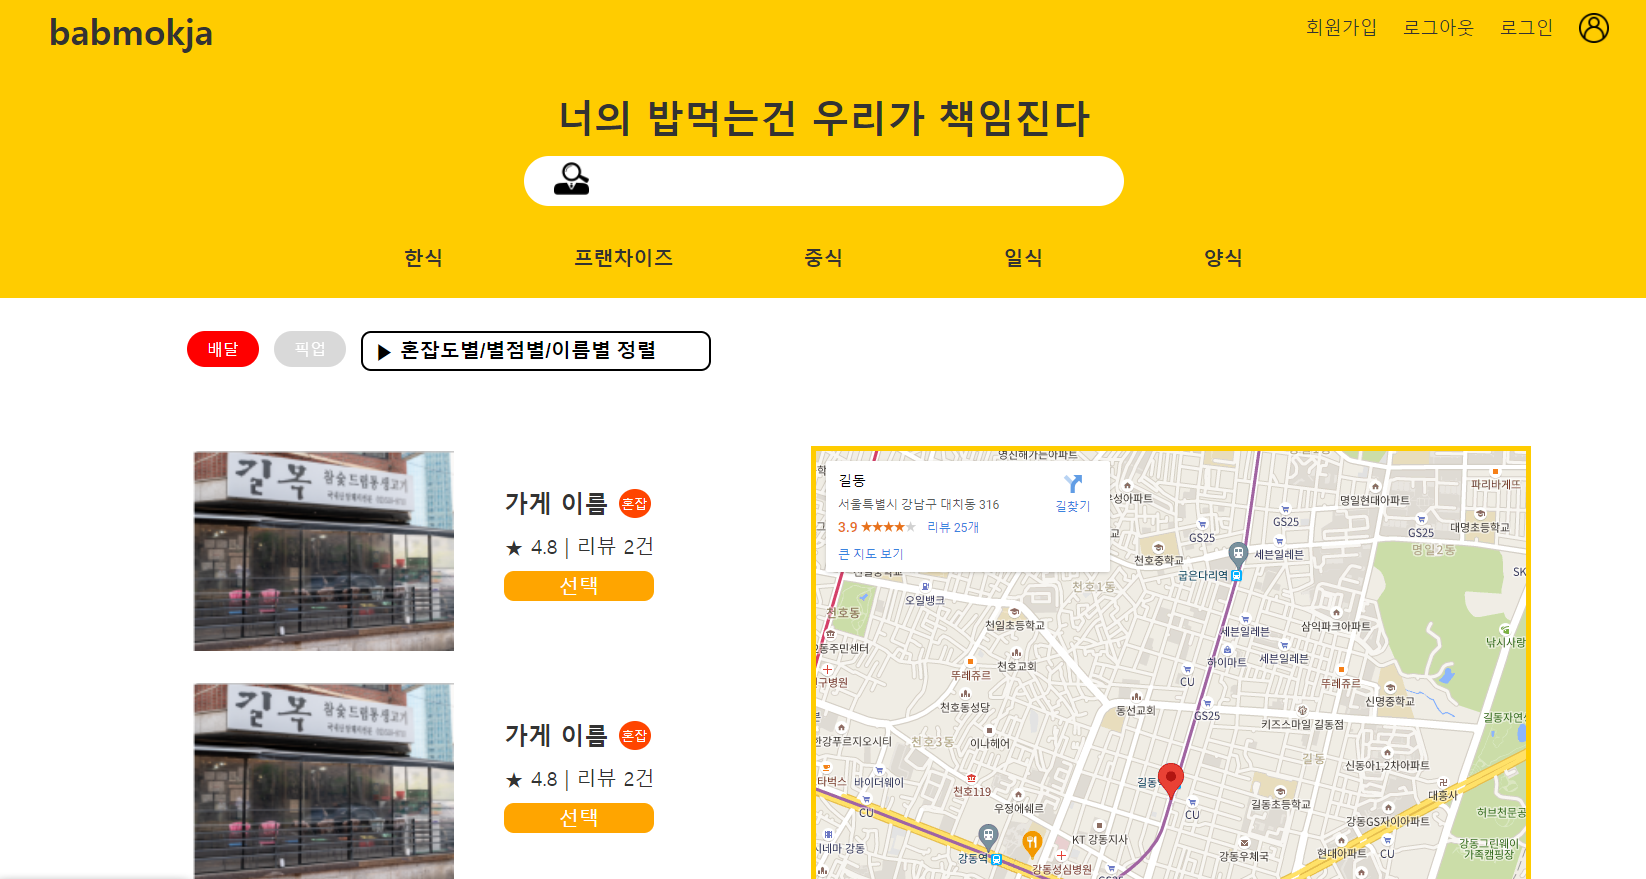 babmokja
회원가입 로그아웃 로그인
너의 밥먹는건 우리가 책임진다
한식 프랜차이즈 중식 일식 양식
배달 픽업 ▶ 혼잡도별/별점별/이름별 정렬
길목
참숯드럼통생고기
가게 이름 혼잡
★ 4.8 | 리뷰 2건
선택
길목
참숯드럼통생고기
가게 이름 혼잡
★ 4.8 | 리뷰 2건
선택
길동
서울특별시 강남구 대치동 316
3.9 ★★★★★ 리뷰 25개
큰 지도 보기
길찾기
파리바게뜨
명일현대아파트
GS25
GS25
대명초등학교
명일2동
GS25
천호중학교
세븐일레븐
굽은다리역
천호1동
SK
오일뱅크
천호동
천일초등학교
세븐일레븐
삼익파크아파트
낚시사랑
하이마트
세븐일레븐
천호교회
CU
뚜레쥬르
뚜레쥬르
신명중학교
천호동성당
동선교회
GS25
키즈스마일 길동점
한강푸르지오시티
천호3동
이나헤어
길동
신동아1,2차아파트
바이더웨이
천호119
CU
우정에쉐르
CU
길동초등학교
대흥사
KT 강동지사
강동GS자이아파트
허브천문공
강동역
강동성심병원
강동우체국
현대아파트
CU
강동그린웨이
가족캠핑장
GS25